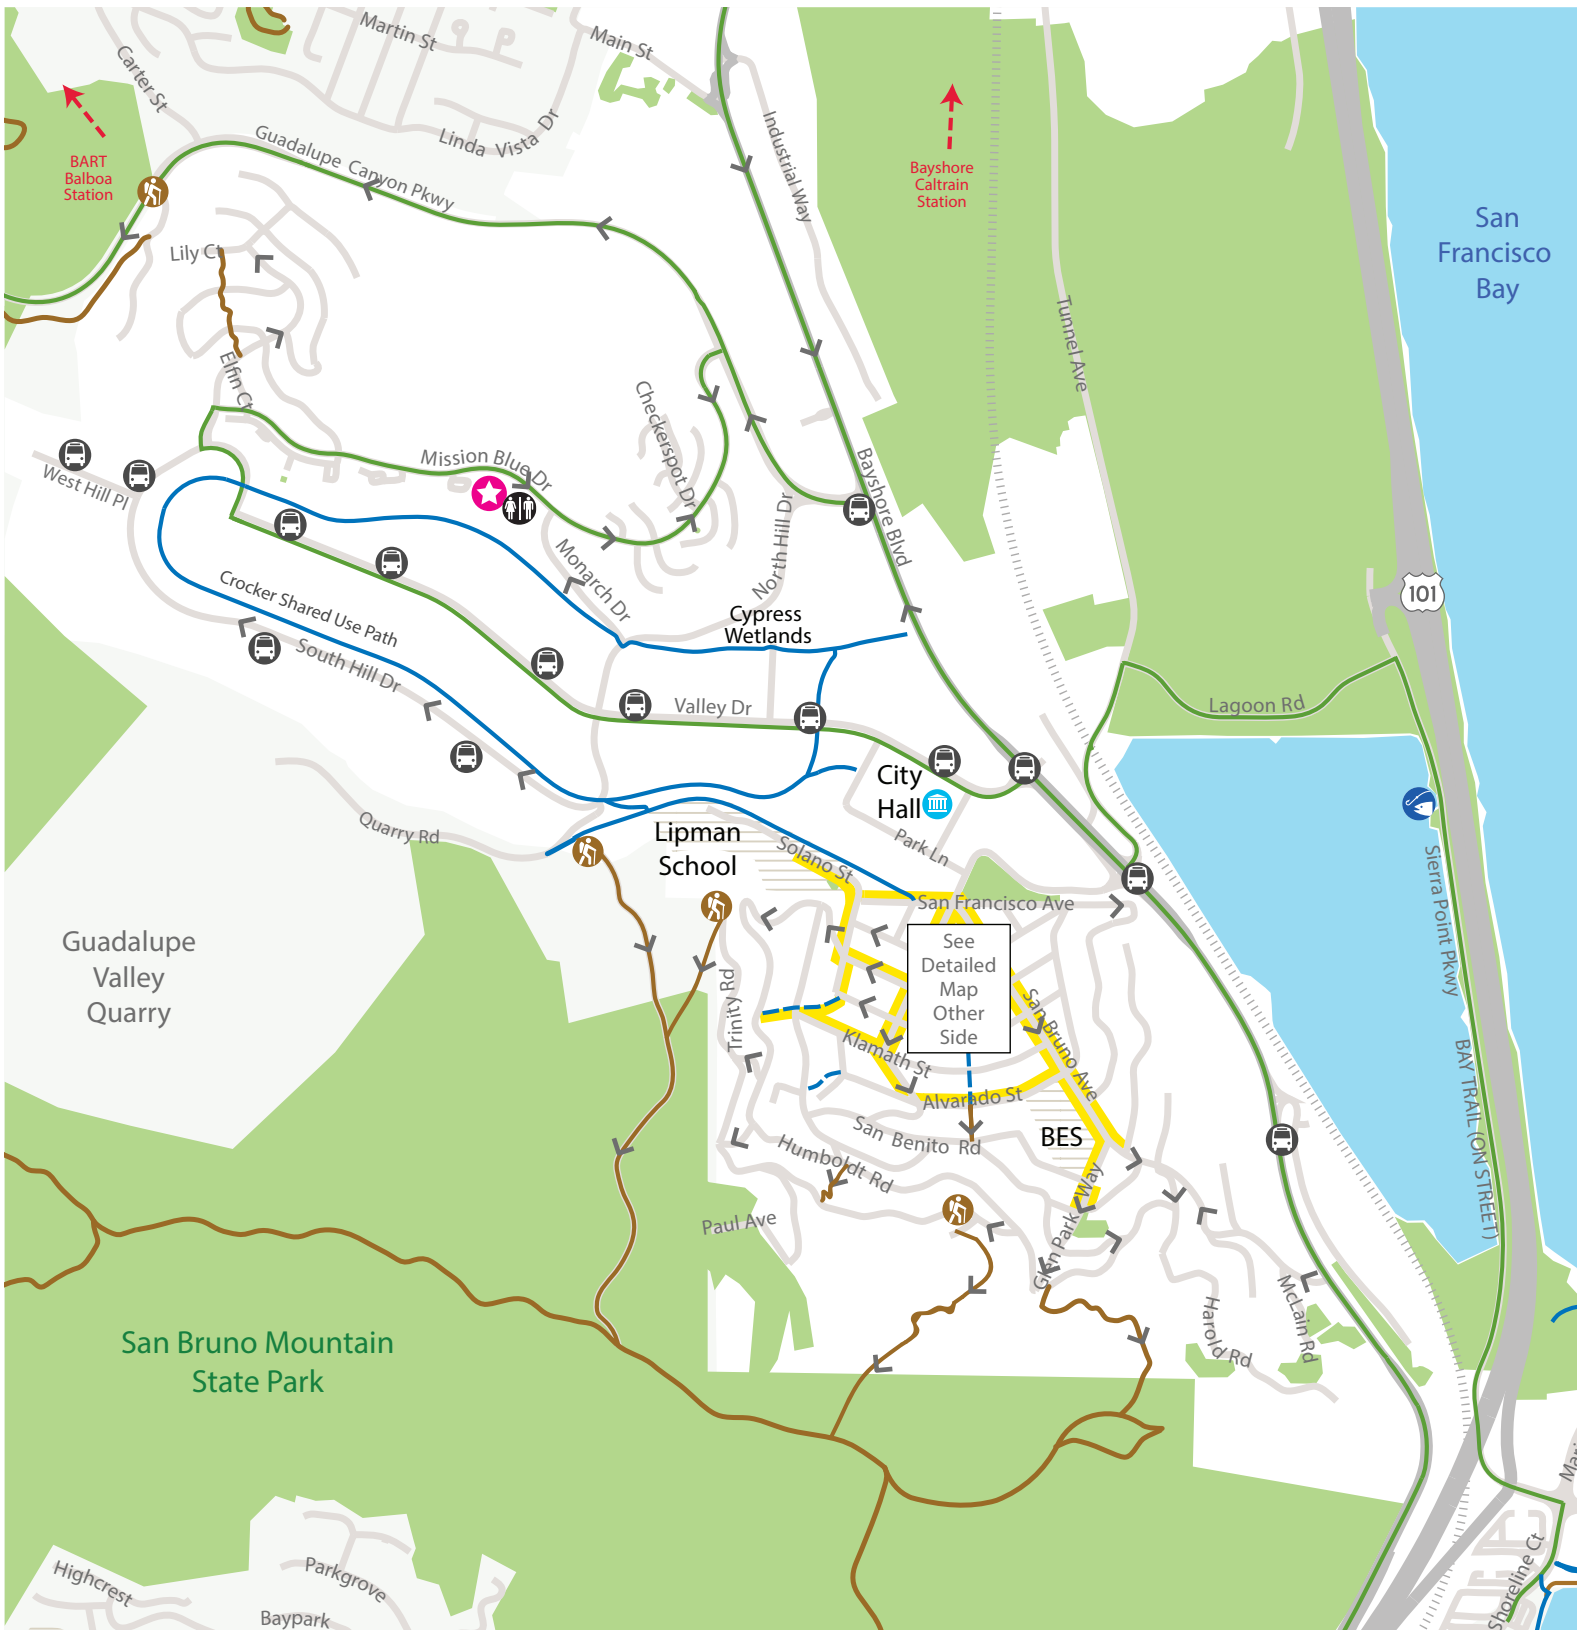 Martin St
Main St
Carter St
Linda Vista Dr
Industrial Way
Guadalupe Canyon Pkwy
BART
Balboa
Station
Bayshore
Caltrain
Station
San
Francisco
Bay
Lily Ct
Tunnel Ave
Elfin Ct
Checkerspot Dr
Mission Blue Dr
West Hill Pl
Bayshore Blvd
North Hill Dr
Monarch Dr
101
Crocker Shared Use Path
Cypress
Wetlands
South Hill Dr
Valley Dr
Lagoon Rd
City
Hall
Quarry Rd
Lipman
School
Solano St
Park Ln
Sierra Point Pkwy
San Francisco Ave
Guadalupe
Valley
Quarry
See
Detailed
Map
Other
Side
Trinity Rd
San Bruno Ave
Klamath St
BAY TRAIL (ON STREET)
Alvarado St
San Benito Rd
BES
Humboldt Rd
Paul Ave
Glen Park Way
Harold Rd
McLain Rd
San Bruno Mountain
State Park
Shoreline Ct
Highcrest
Parkgrove
Baypark